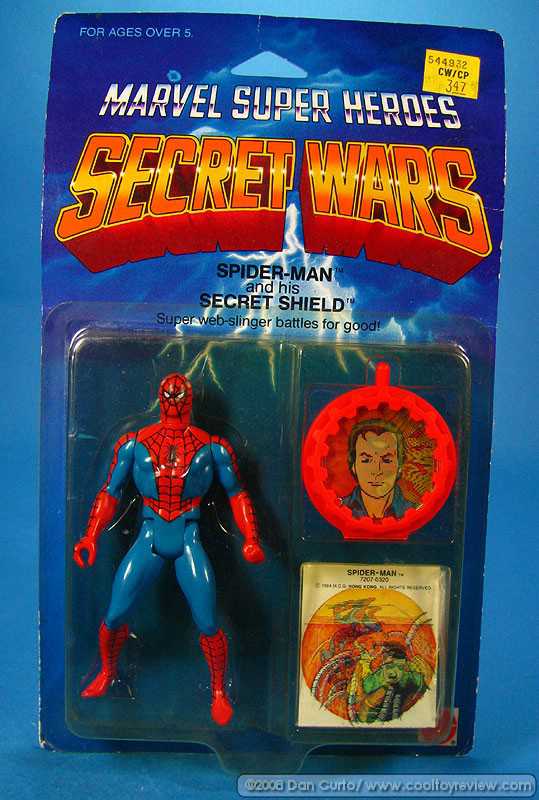 FOR AGES OVER 5.
544932
CW/CP
347
MARVEL SUPER HEROES
SECRET WARS
SPIDER-MAN™
and his
SECRET SHIELD™
Super web-slinger battles for good!
SPIDER-MAN™
7207-0320
© 1984 M.C.G. HONG KONG ALL RIGHTS RESERVED
©2006 Dan Curto/ www.cooltoyreview.com